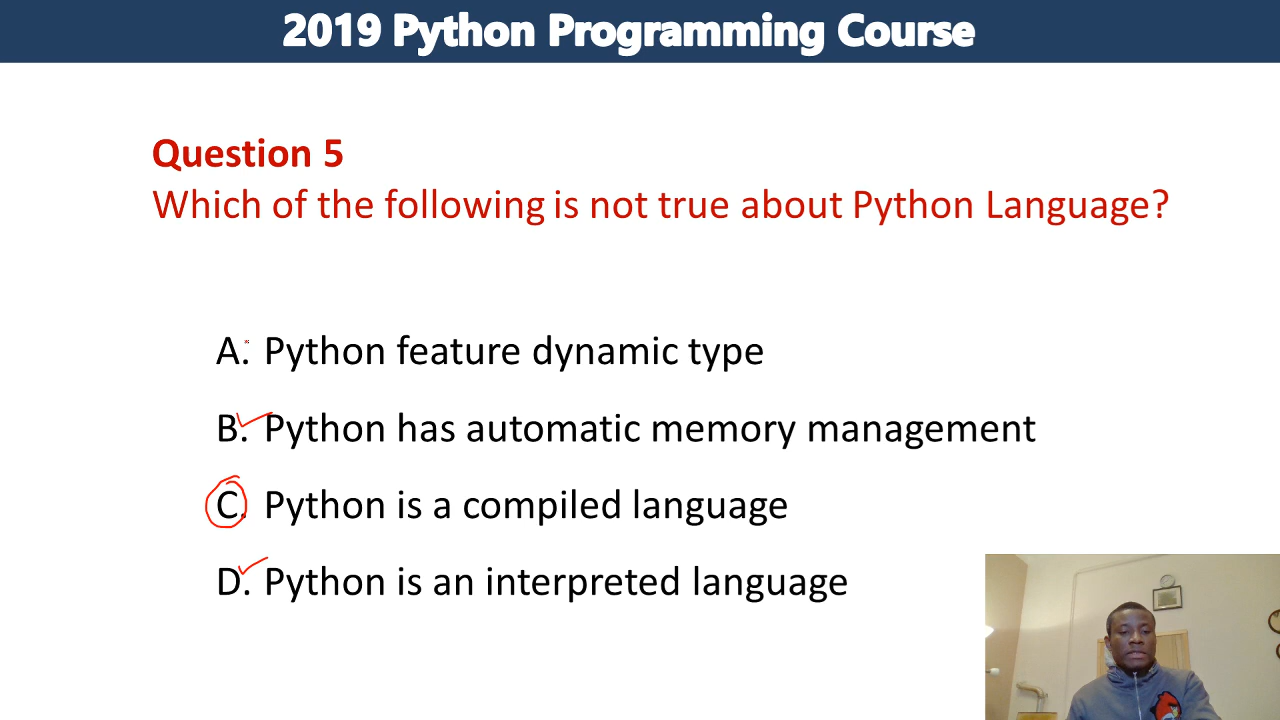 2019 Python Programming Course
Question 5
Which of the following is not true about Python Language?
A. Python feature dynamic type
B. Python has automatic memory management
C. Python is a compiled language
D. Python is an interpreted language